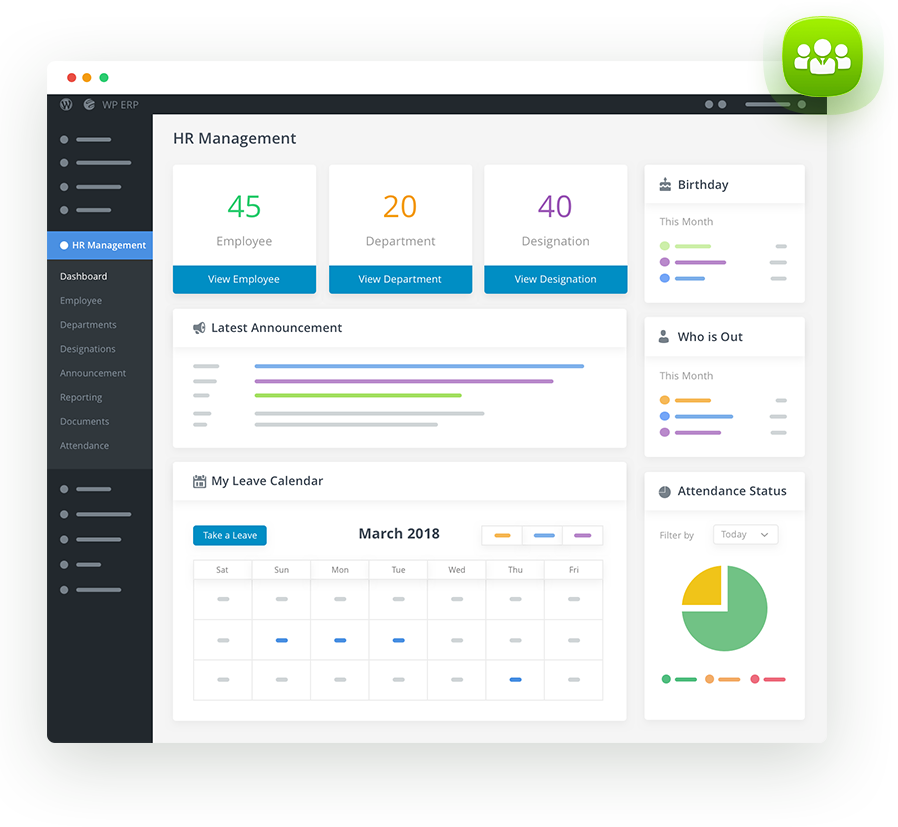 WP ERP
HR Management
Dashboard
Employee
Departments
Designations
Announcement
Reporting
Documents
Attendance
HR Management
45
Employee
View Employee
20
Department
View Department
40
Designation
View Designation
Latest Announcement
My Leave Calendar
Take a Leave
March 2018
Sat Sun Mon Tue Wed Thu Fri
Birthday
This Month
Who is Out
This Month
Attendance Status
Filter by Today